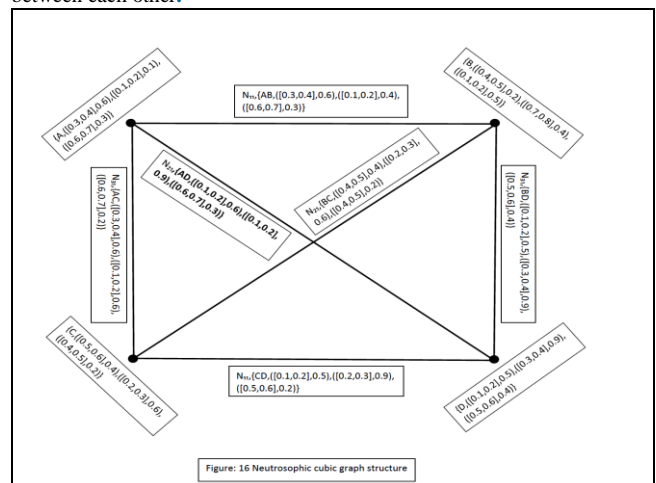 between each other.
{A,([0.3,0.4],0.6),([0.1,0.2],0.1),
([0.6,0.7],0.3)}
N₁₁,{AB,([0.3,0.4],0.6),([0.1,0.2],0.4),
([0.6,0.7],0.3)}
{B,([0.4,0.5],0.2),([0.7,0.8],0.4),
([0.1,0.2],0.5)}
{AD,([0.1,0.2],0.6),([0.1,0.2],
0.9),([0.6,0.7],0.3)}
{BC,([0.4,0.5],0.4),([0.2,0.3],
0.6),([0.4,0.5],0.2)}
{AC,([0.3,0.4],0.6),([0.1,0.2],0.6),
([0.6,0.7],0.2)}
{BD,([0.1,0.2],0.5),([0.3,0.4],0.9),
([0.5,0.6],0.4)}
{C,([0.5,0.6],0.4),([0.2,0.3],0.6),
([0.4,0.5],0.2)}
{CD,([0.1,0.2],0.5),([0.2,0.3],0.9),
([0.5,0.6],0.2)}
{D,([0.1,0.2],0.5),([0.3,0.4],0.9),
([0.5,0.6],0.4)}
Figure: 16 Neutrosophic cubic graph structure